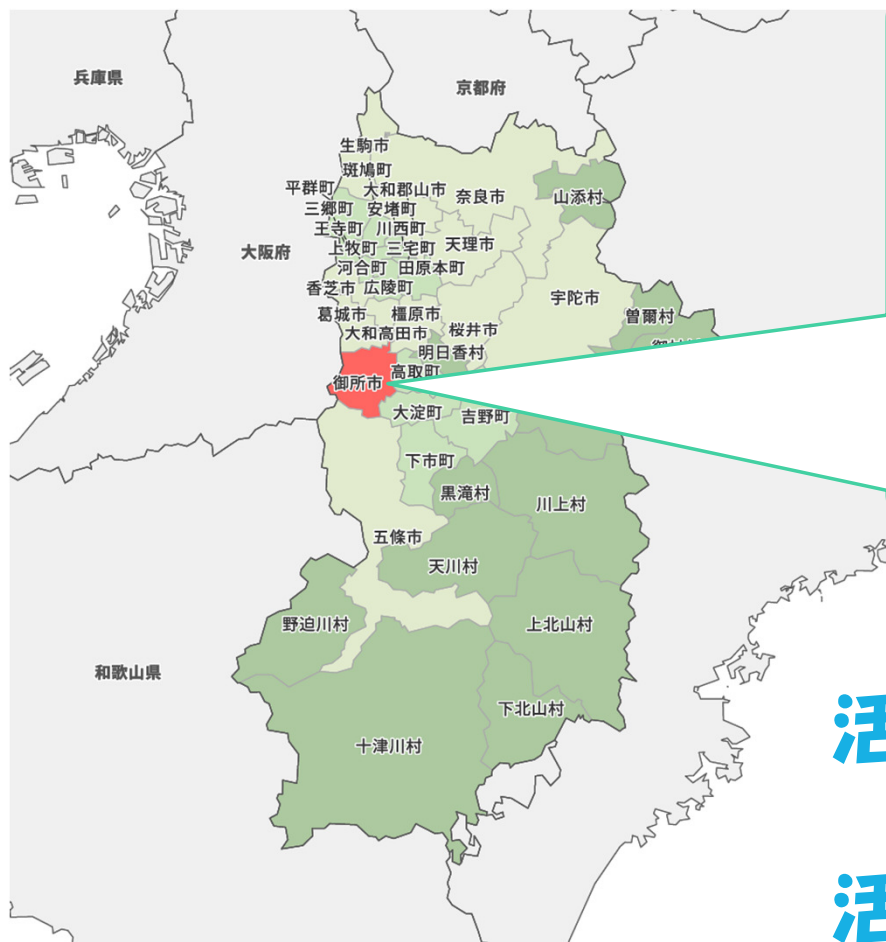 兵庫県
京都府
生駒市
斑鳩町
平群町
大和郡山市
奈良市
山添村
三郷町
安堵町
王寺町
川西町
大阪府
上牧町
三宅町
天理市
河合町
田原本町
香芝市
広陵町
宇陀市
葛城市
橿原市
曽爾村
大和高田市
桜井市
明日香村
御所市
高取町
大淀町
吉野町
下市町
黒滝村
川上村
五條市
天川村
野迫川村
上北山村
和歌山県
下北山村
十津川村
活
活